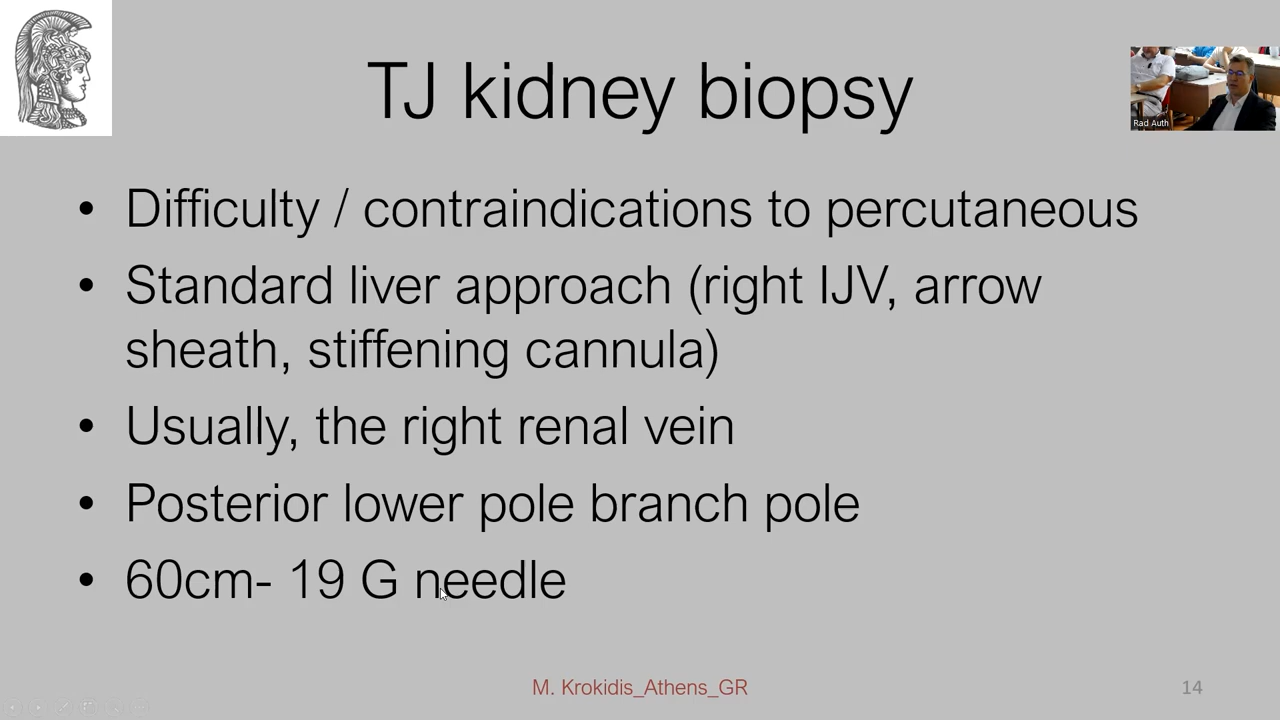 TJ kidney biopsy
Rad Auth
• Difficulty / contraindications to percutaneous
• Standard liver approach (right IJV, arrow
sheath, stiffening cannula)
• Usually, the right renal vein
• Posterior lower pole branch pole
• 60cm- 19 G needle
M. Krokidis_Athens_GR
14